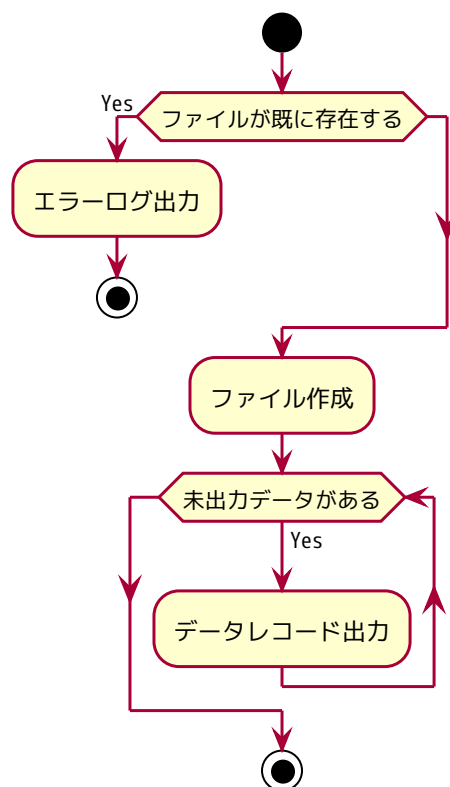 Yes
ファイルが既に存在する
エラーログ出力
ファイル作成
未出力データがある
Yes
データレコード出力